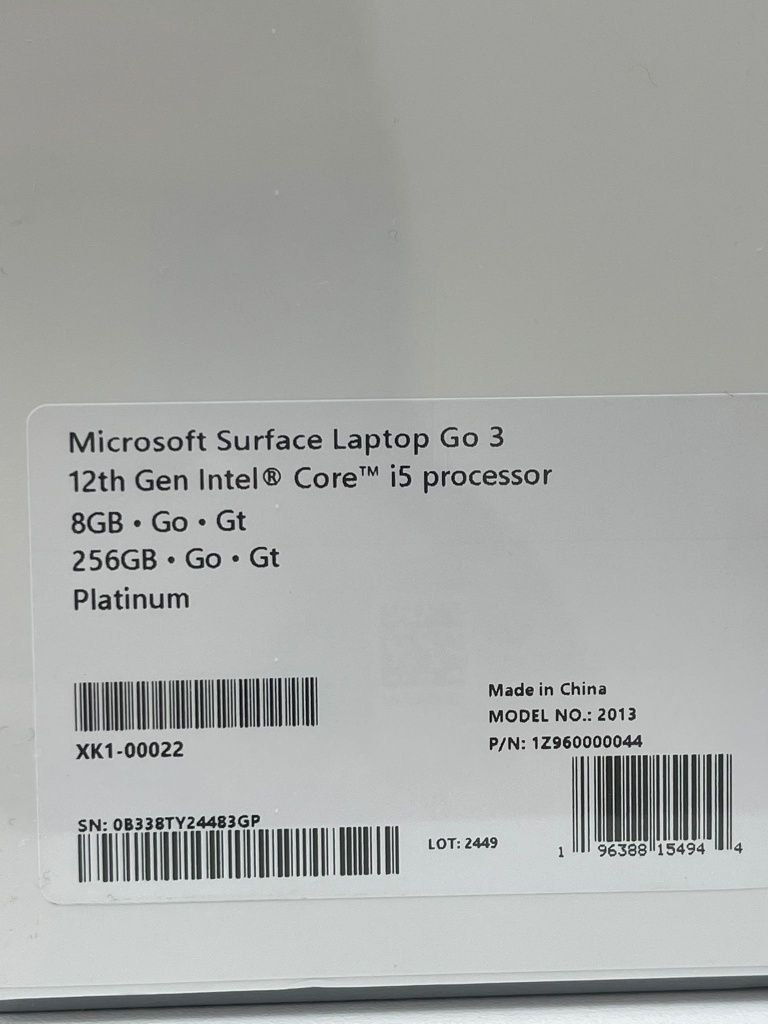 Microsoft Surface Laptop Go 3
12th Gen Intel® Core™ i5 processor
8GB • Go • Gt
256GB • Go • Gt
Platinum
XK1-00022
Made in China
MODEL NO.: 2013
P/N: 1Z960000044
SN: 0B338TY24483GP
LOT: 2449
1 96388 15494 4